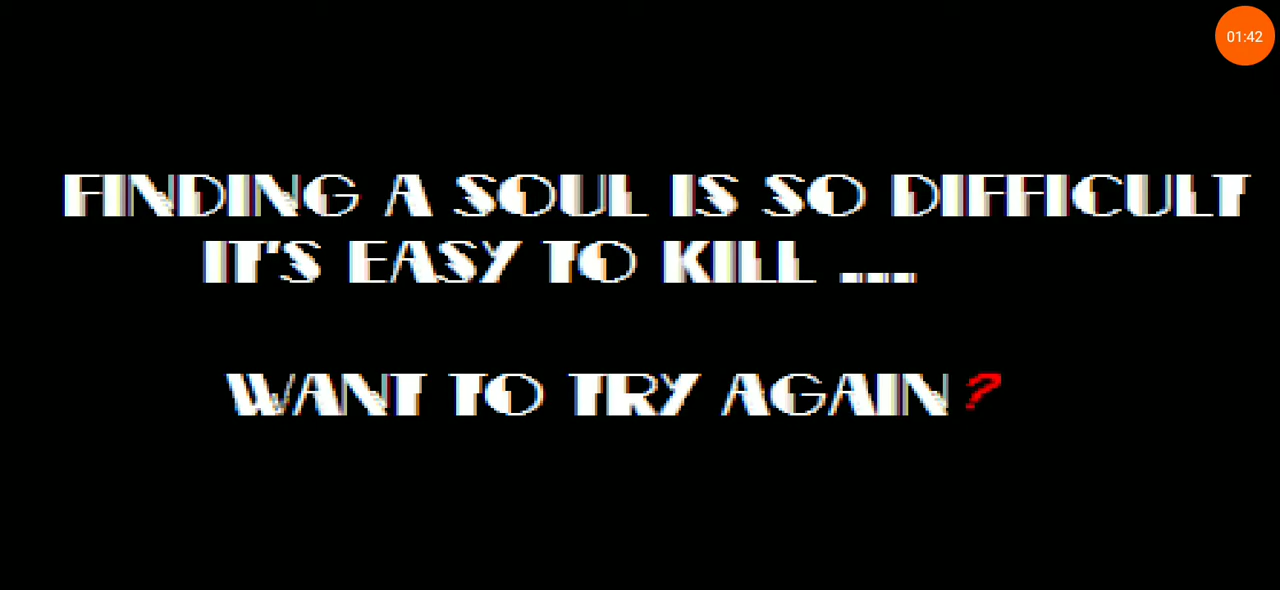 01:42
FINDING A SOUL IS SO DIFFICULT
IT'S EASY TO KILL ....
WANT TO TRY AGAIN ?